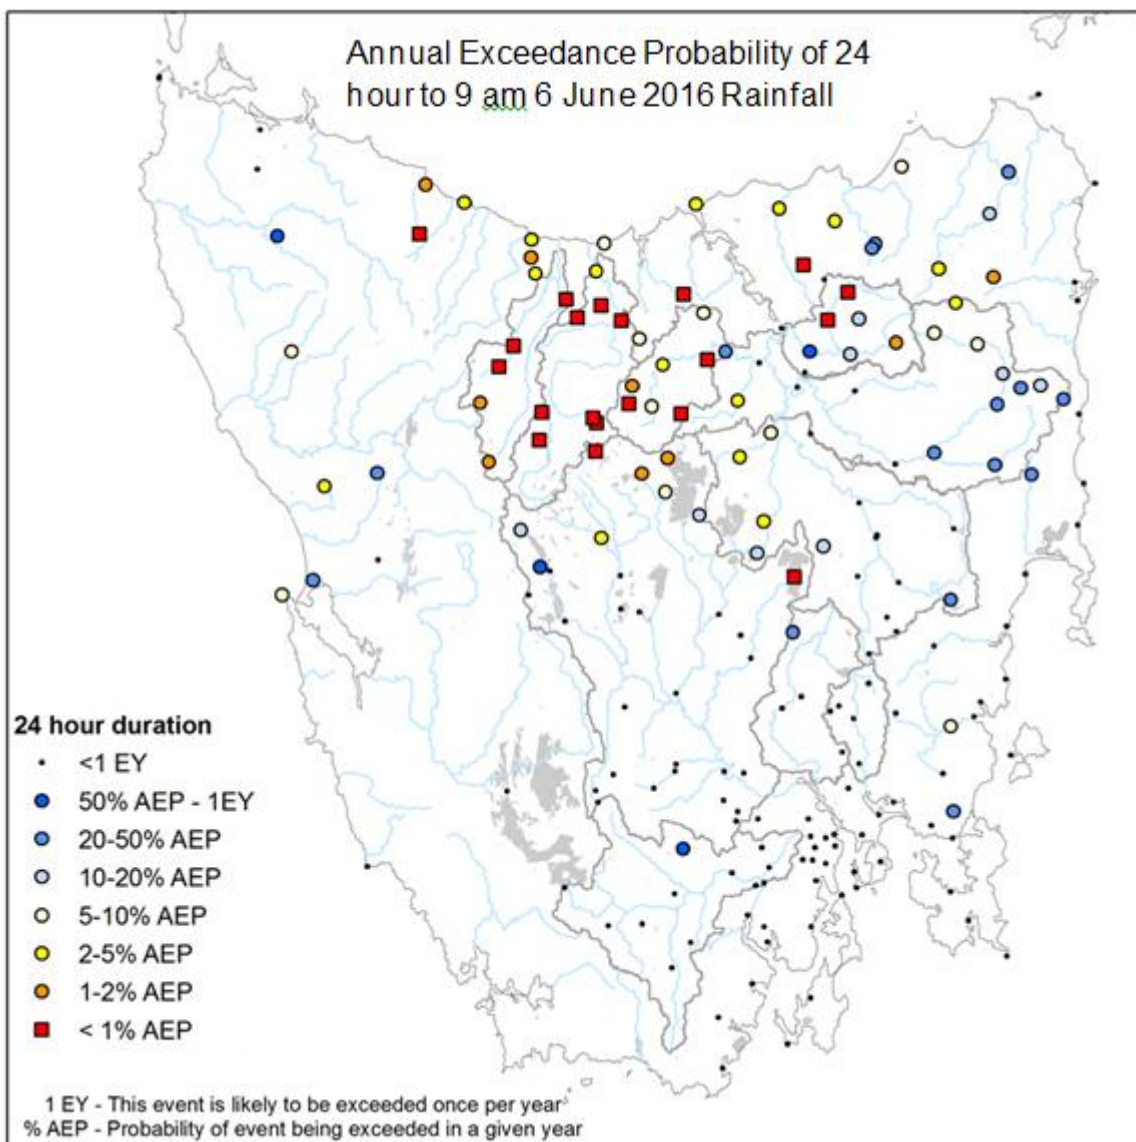 Annual Exceedance Probability of 24
hour to 9 am 6 June 2016 Rainfall
24 hour duration
<1 EY
50% AEP - 1EY
20-50% AEP
10-20% AEP
5-10% AEP
2-5% AEP
1-2% AEP
< 1% AEP
1 EY - This event is likely to be exceeded once per year
% AEP - Probability of event being exceeded in a given year